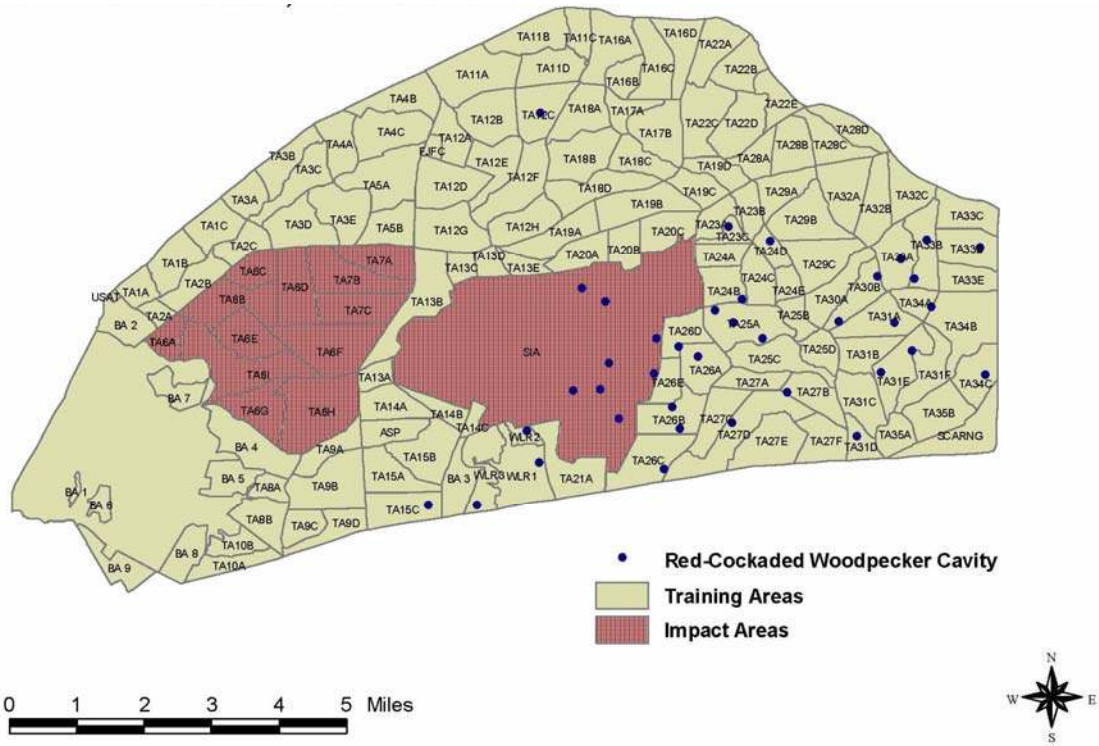 TA11B
TA11C
TA16A
TA16D
TA22A
TA11A
TA11D
TA16B
TA16C
TA22B
TA4B
TA12B
TA12C
TA18A
TA17A
TA22C
TA22D
TA22E
TA4A
TA4C
TA12A
TA17B
TA28D
TA3B
TA3C
EJFC
TA12E
TA18B
TA18C
TA19D
TA28A
TA28B
TA28C
TA3A
TA5A
TA12D
TA12F
TA18D
TA19C
TA29A
TA32A
TA32B
TA32C
TA1C
TA3D
TA3E
TA5B
TA12G
TA12H
TA19A
TA19B
TA20C
TA23A
TA23B
TA23C
TA29B
TA33C
TA2C
TA13D
TA13C
TA13E
TA20A
TA20B
TA24A
TA24D
TA29C
TA33B
TA1B
TA6C
TA6D
TA7A
TA7B
TA24C
TA30B
TA33E
USAT
TA1A
TA2B
TA6B
TA7C
TA13B
TA24B
TA24E
TA30A
TA34A
BA 2
TA2A
TA6A
TA6E
TA6F
SIA
TA26D
TA25A
TA25B
TA31A
TA34B
TA6I
TA13A
TA26A
TA25C
TA25D
TA31B
BA 7
TA6G
TA6H
TA14A
TA14B
TA26E
TA27A
TA27B
TA31E
TA31F
TA34C
BA 4
TA9A
ASP
TA14C
WLR 2
TA26B
TA27C
TA27D
TA27E
TA27F
TA31C
TA31D
TA35A
TA35B
SCARNG
BA 5
TA8A
TA9B
TA15A
TA15B
BA 3
WLR3
WLR1
TA21A
TA26C
BA 1
BA 6
TA8B
TA9C
TA9D
TA15C
BA 8
TA10B
TA10A
BA 9
Red-Cockaded Woodpecker Cavity
Training Areas
Impact Areas
0 1 2 3 4 5 Miles
N
W E
S